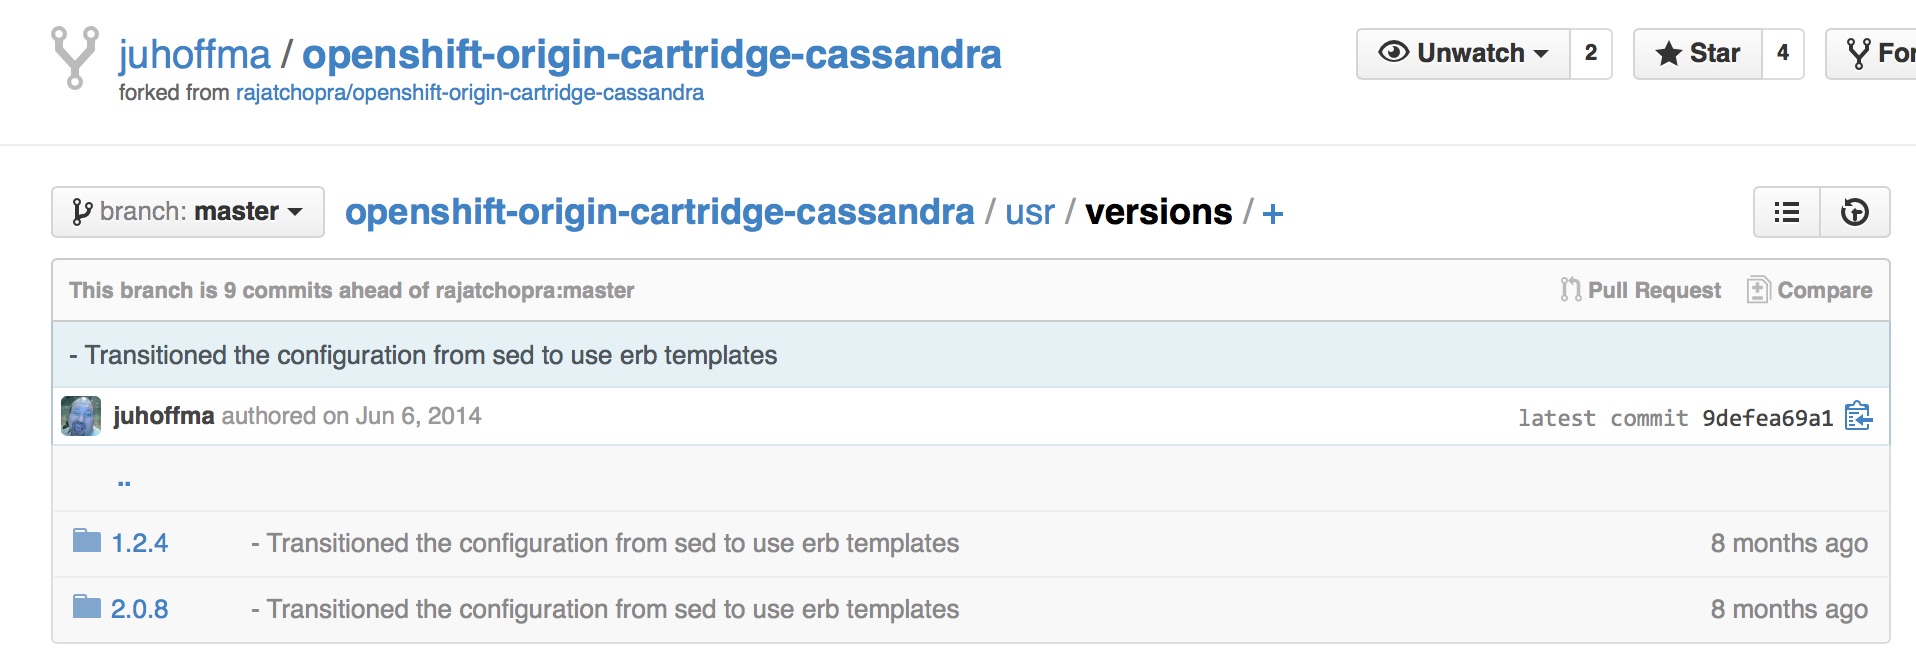 juhoffma / openshift-origin-cartridge-cassandra
forked from rajatchopra/openshift-origin-cartridge-cassandra
Unwatch 2 Star 4 For
branch: master openshift-origin-cartridge-cassandra / usr / versions / +
This branch is 9 commits ahead of rajatchopra:master Pull Request Compare
- Transitioned the configuration from sed to use erb templates
juhoffma authored on Jun 6, 2014 latest commit 9defea69a1
..
1.2.4 - Transitioned the configuration from sed to use erb templates 8 months ago
2.0.8 - Transitioned the configuration from sed to use erb templates 8 months ago